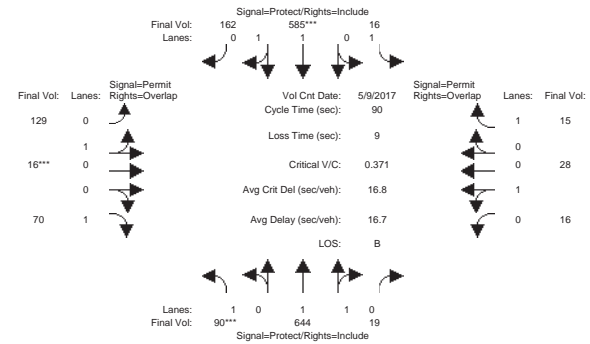 Signal=Protect/Rights=Include
Final Vol: 162 585*** 16
Lanes: 0 1 1 0 1
Signal=Permit Signal=Permit
Final Vol: Lanes: Rights=Overlap Vol Cnt Date: 5/9/2017 Rights=Overlap Lanes: Final Vol:
Cycle Time (sec): 90
129 0 1 15
Loss Time (sec): 9
1 0
16*** 0 Critical V/C: 0.371 0 28
0 Avg Crit Del (sec/veh): 16.8 1
70 1 Avg Delay (sec/veh): 16.7 0 16
LOS: B
Lanes: 1 0 1 1 0
Final Vol: 90*** 644 19
Signal=Protect/Rights=Include